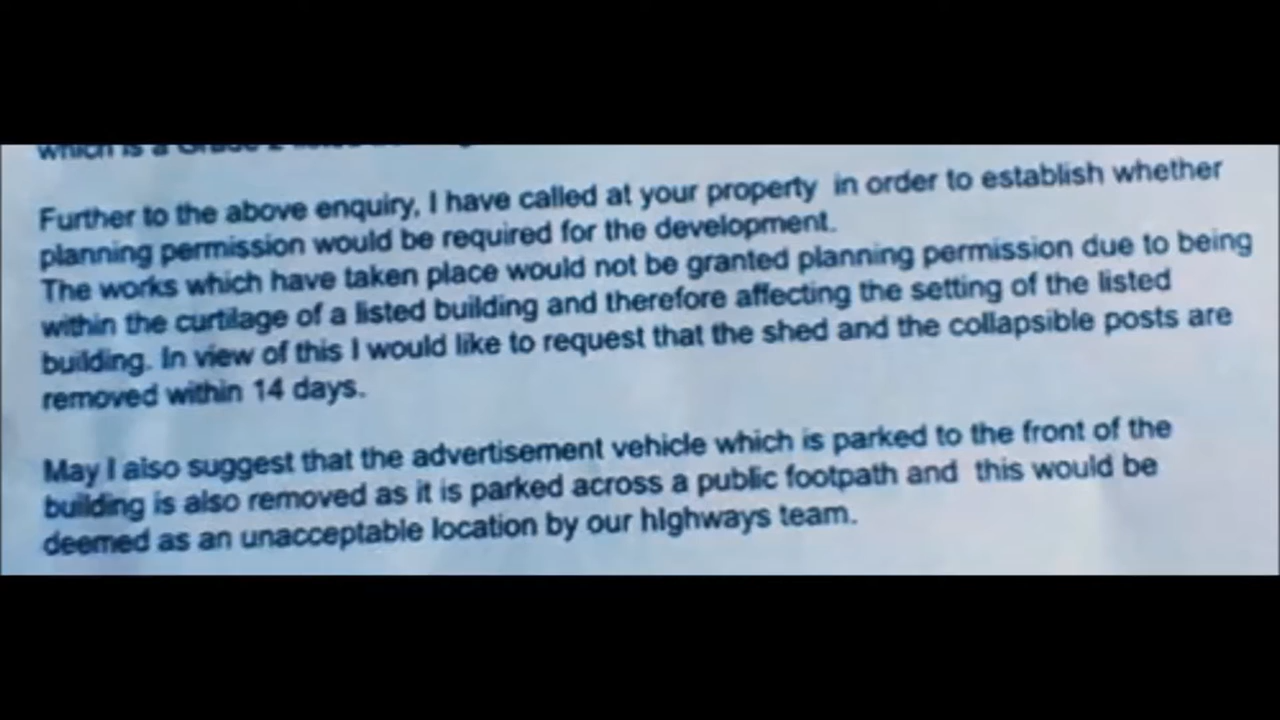 which is a Grade 2 listed
Further to the above enquiry, I have called at your property in order to establish whether
planning permission would be required for the development.
The works which have taken place would not be granted planning permission due to being
within the curtilage of a listed building and therefore affecting the setting of the listed
building. In view of this I would like to request that the shed and the collapsible posts are
removed within 14 days.
May I also suggest that the advertisement vehicle which is parked to the front of the
building is also removed as it is parked across a public footpath and this would be
deemed as an unacceptable location by our highways team.